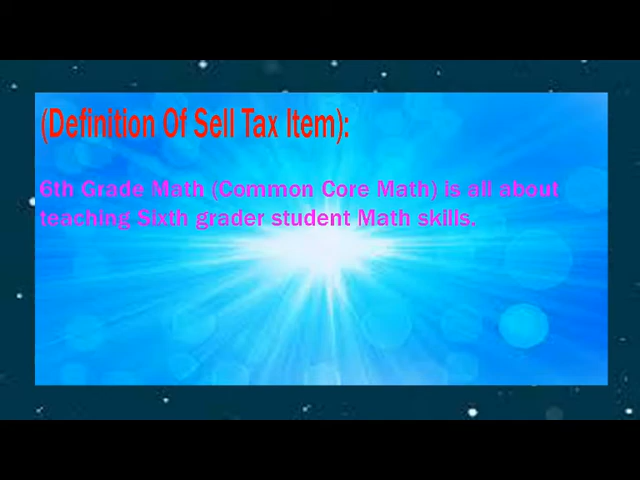 (Definition Of Sell Tax Item):
6th Grade Math (Common Core Math) is all about
teaching Sixth grader student Math skills.